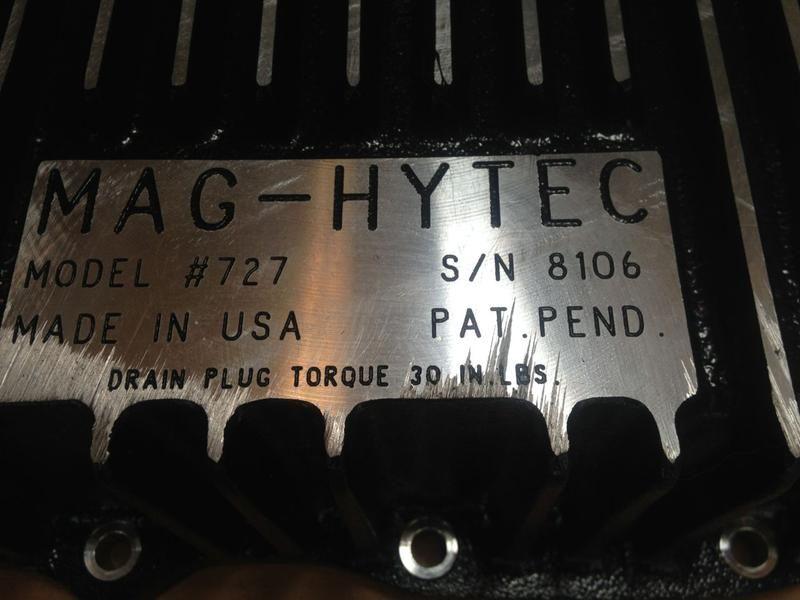 MAG-HYTEC
MODEL #727 S/N 8106
MADE IN USA PAT.PEND.
DRAIN PLUG TORQUE 30 IN.LBS.